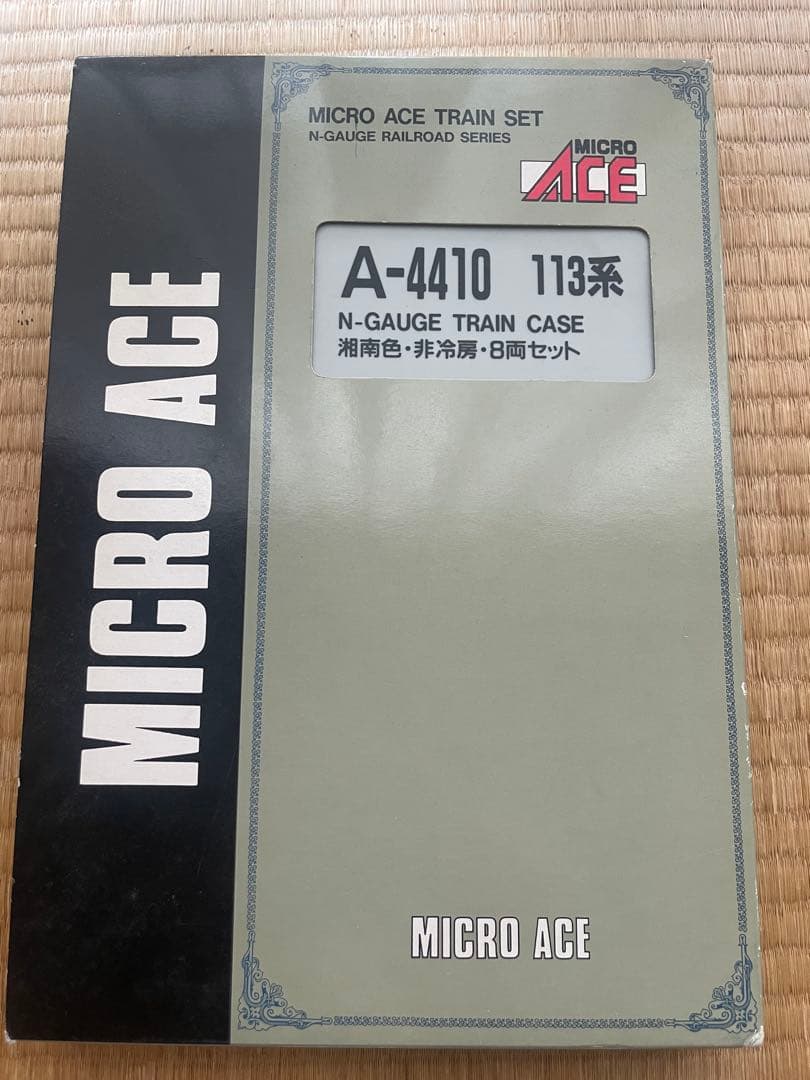 MICRO ACE
MICRO ACE TRAIN SET
N-GAUGE RAILROAD SERIES
MICRO
ACE
A-4410 113系
N-GAUGE TRAIN CASE
湘南色・非冷房・8両セット
MICRO ACE